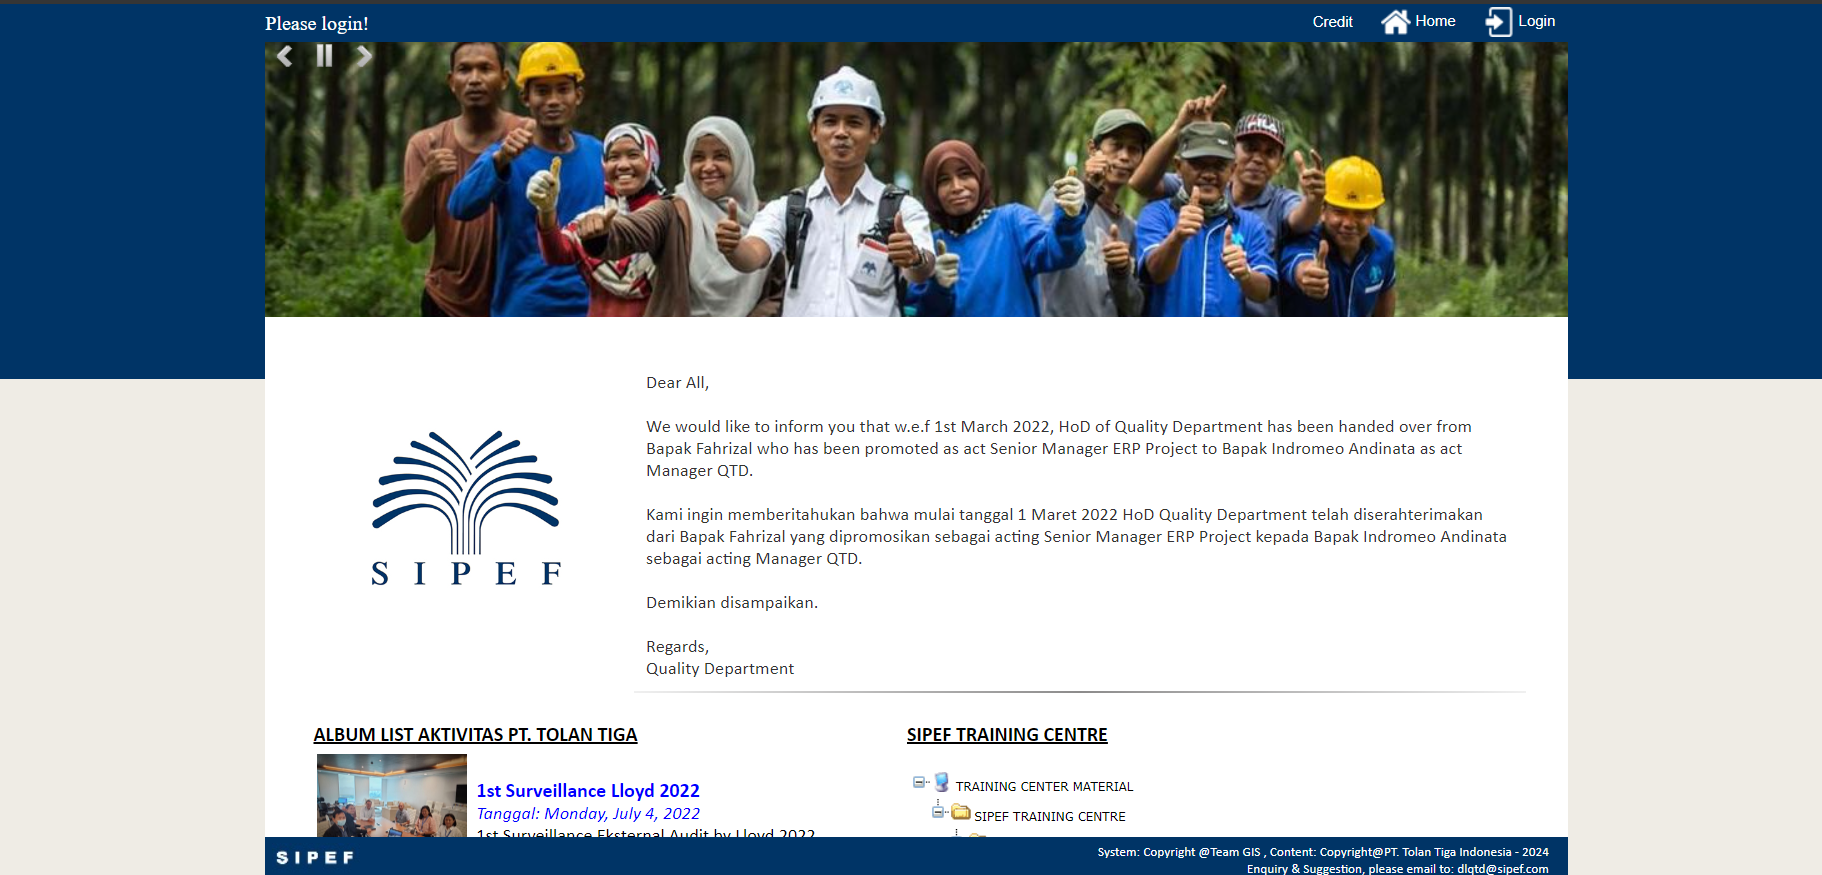 Please login!
Credit
Home
Login
Dear All,
We would like to inform you that w.e.f 1st March 2022, HoD of Quality Department has been handed over from
Bapak Fahrizal who has been promoted as act Senior Manager ERP Project to Bapak Indromeo Andinata as act
Manager QTD.
Kami ingin memberitahukan bahwa mulai tanggal 1 Maret 2022 HoD Quality Department telah diserahterimakan
dari Bapak Fahrizal yang dipromosikan sebagai acting Senior Manager ERP Project kepada Bapak Indromeo Andinata
sebagai acting Manager QTD.
Demikian disampaikan.
Regards,
Quality Department
SIPEF
ALBUM LIST AKTIVITAS PT. TOLAN TIGA
1st Surveillance Lloyd 2022
Tanggal: Monday, July 4, 2022
1st Surveillance Eksternal Audit by Lloyd 2022
SIPEF TRAINING CENTRE
TRAINING CENTER MATERIAL
SIPEF TRAINING CENTRE
SIPEF
System: Copyright @Team GIS , Content: Copyright@PT. Tolan Tiga Indonesia - 2024
Enquiry & Suggestion, please email to: dlqtd@sipef.com